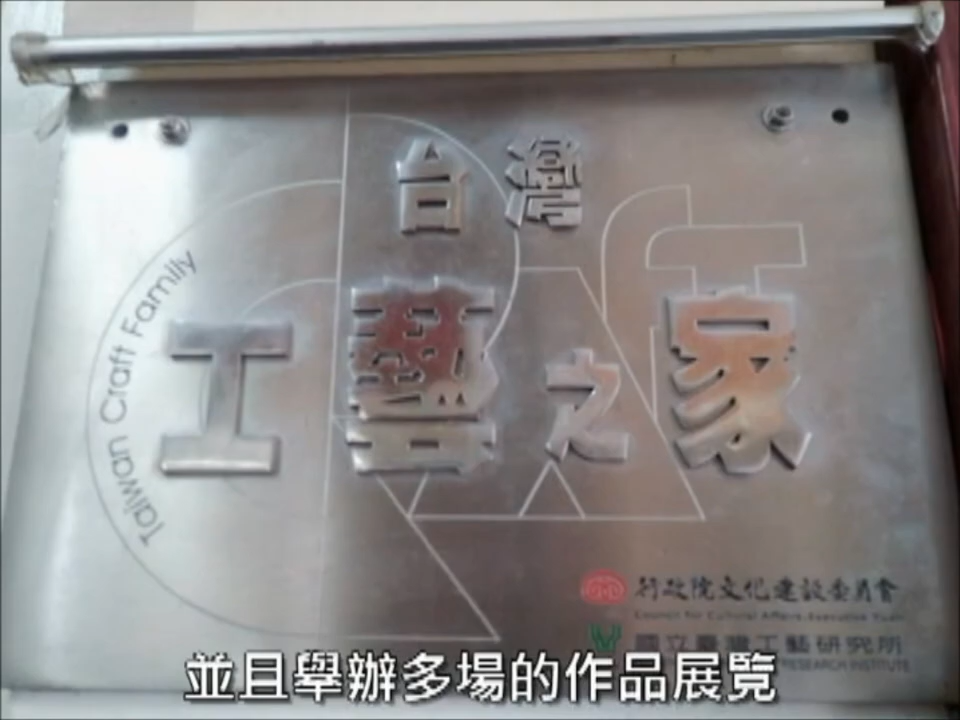 台灣
工藝之家
Taiwan Craft Family
行政院文化建設委員會
Council for Cultural Affairs, Executive Yuan
國立臺灣工藝研究所
RESEARCH INSTITUTE
並且舉辦多場的作品展覽